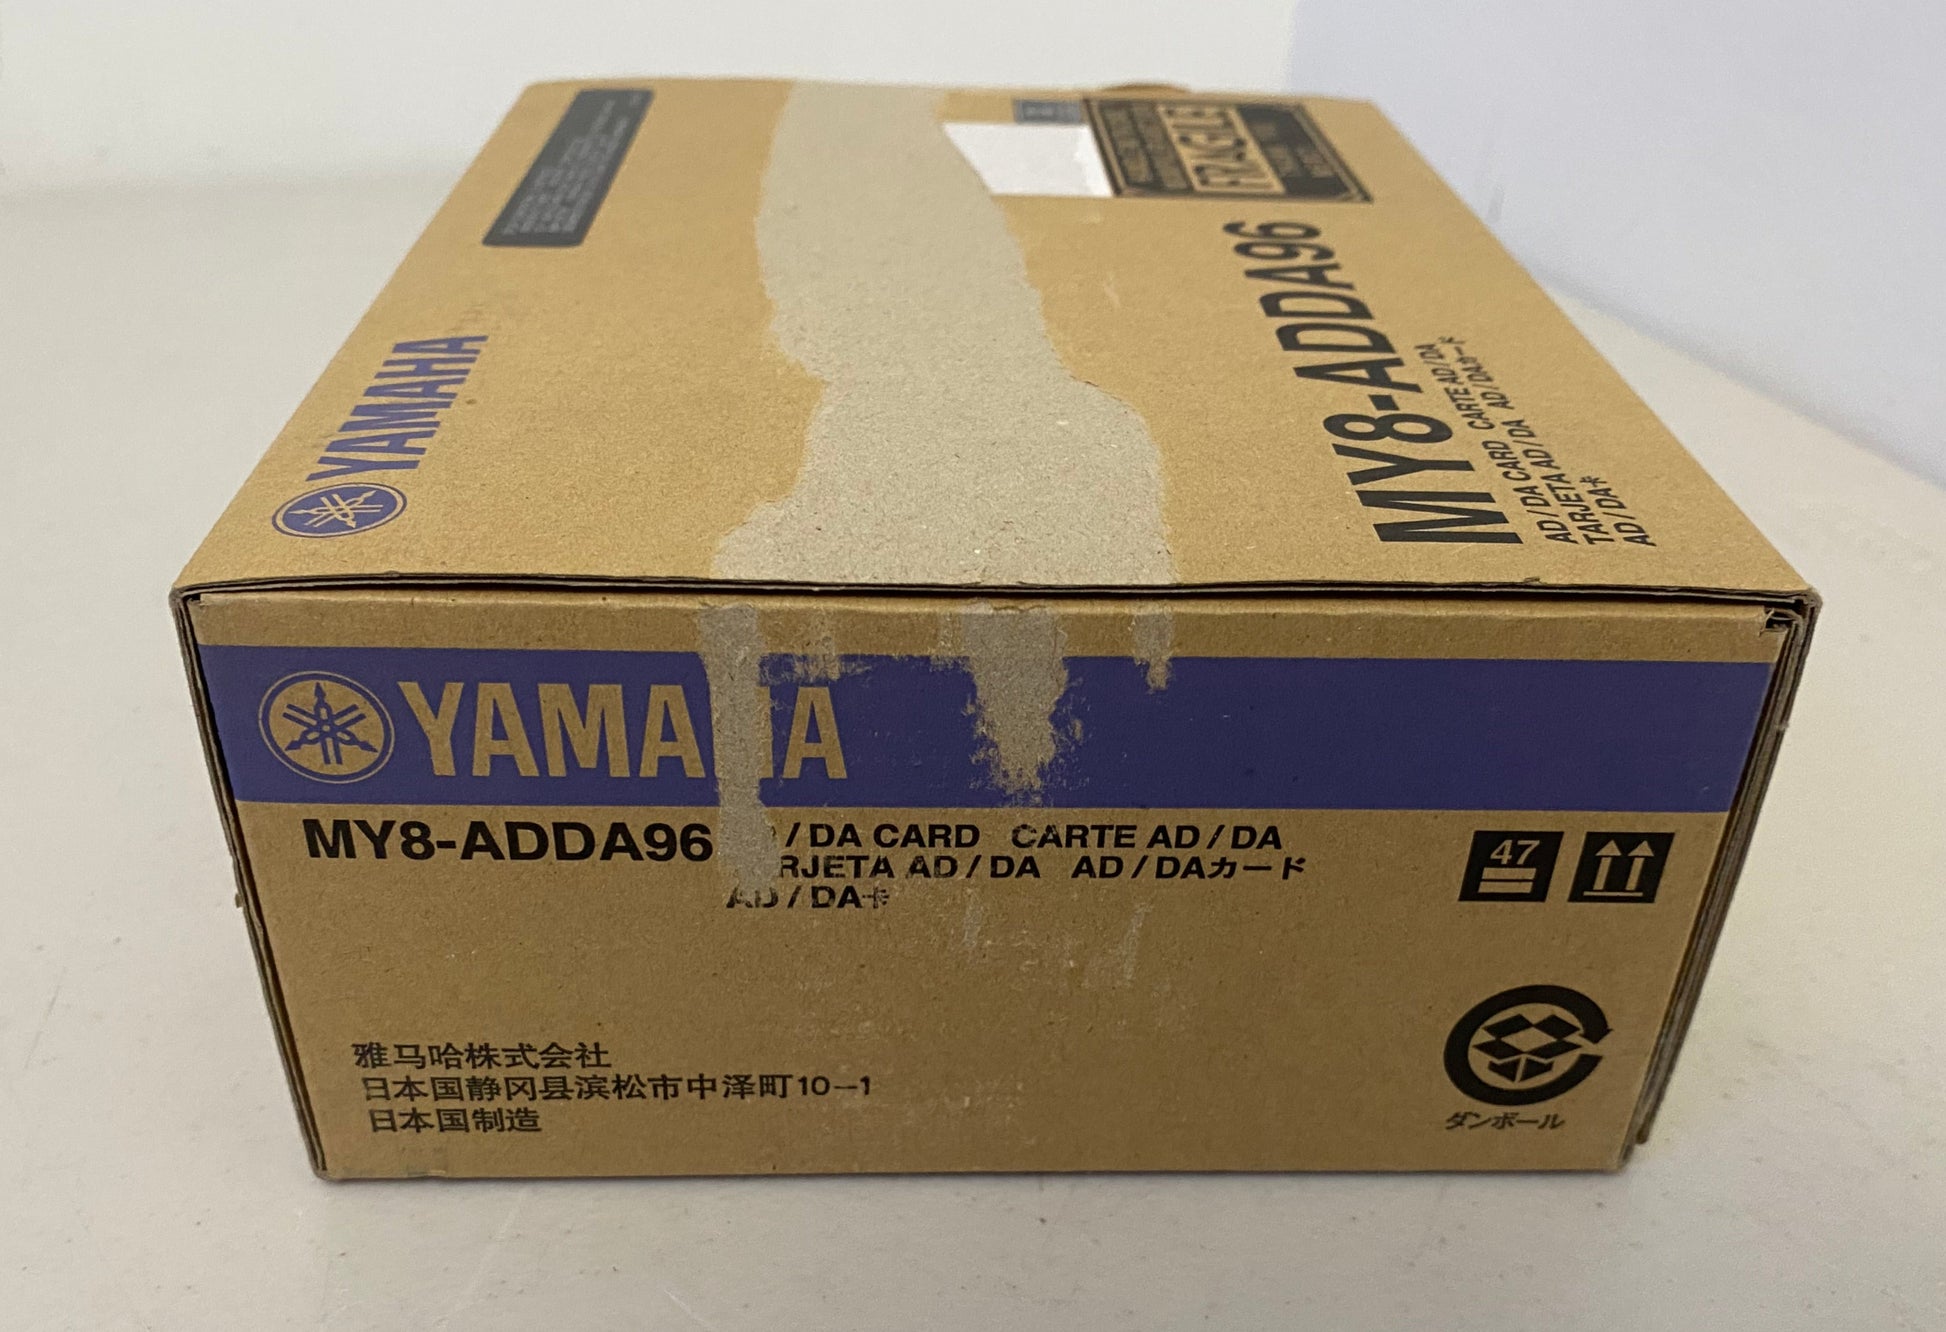 FRAGILE
YAMAHA
MY8-ADDA96
AD/DA CARD CARTE AD/DA
TARJETA AD/DA AD/DAカード
TARJETA AD/DA
AD/DA卡
YAMAHA
MY8-ADDA96
/DA CARD CARTE AD/DA
RJETA AD/DA AD/DAカード
AD/DA卡
47
雅马哈株式会社
日本国静冈县滨松市中泽町10-1
日本国制造
ダンボール